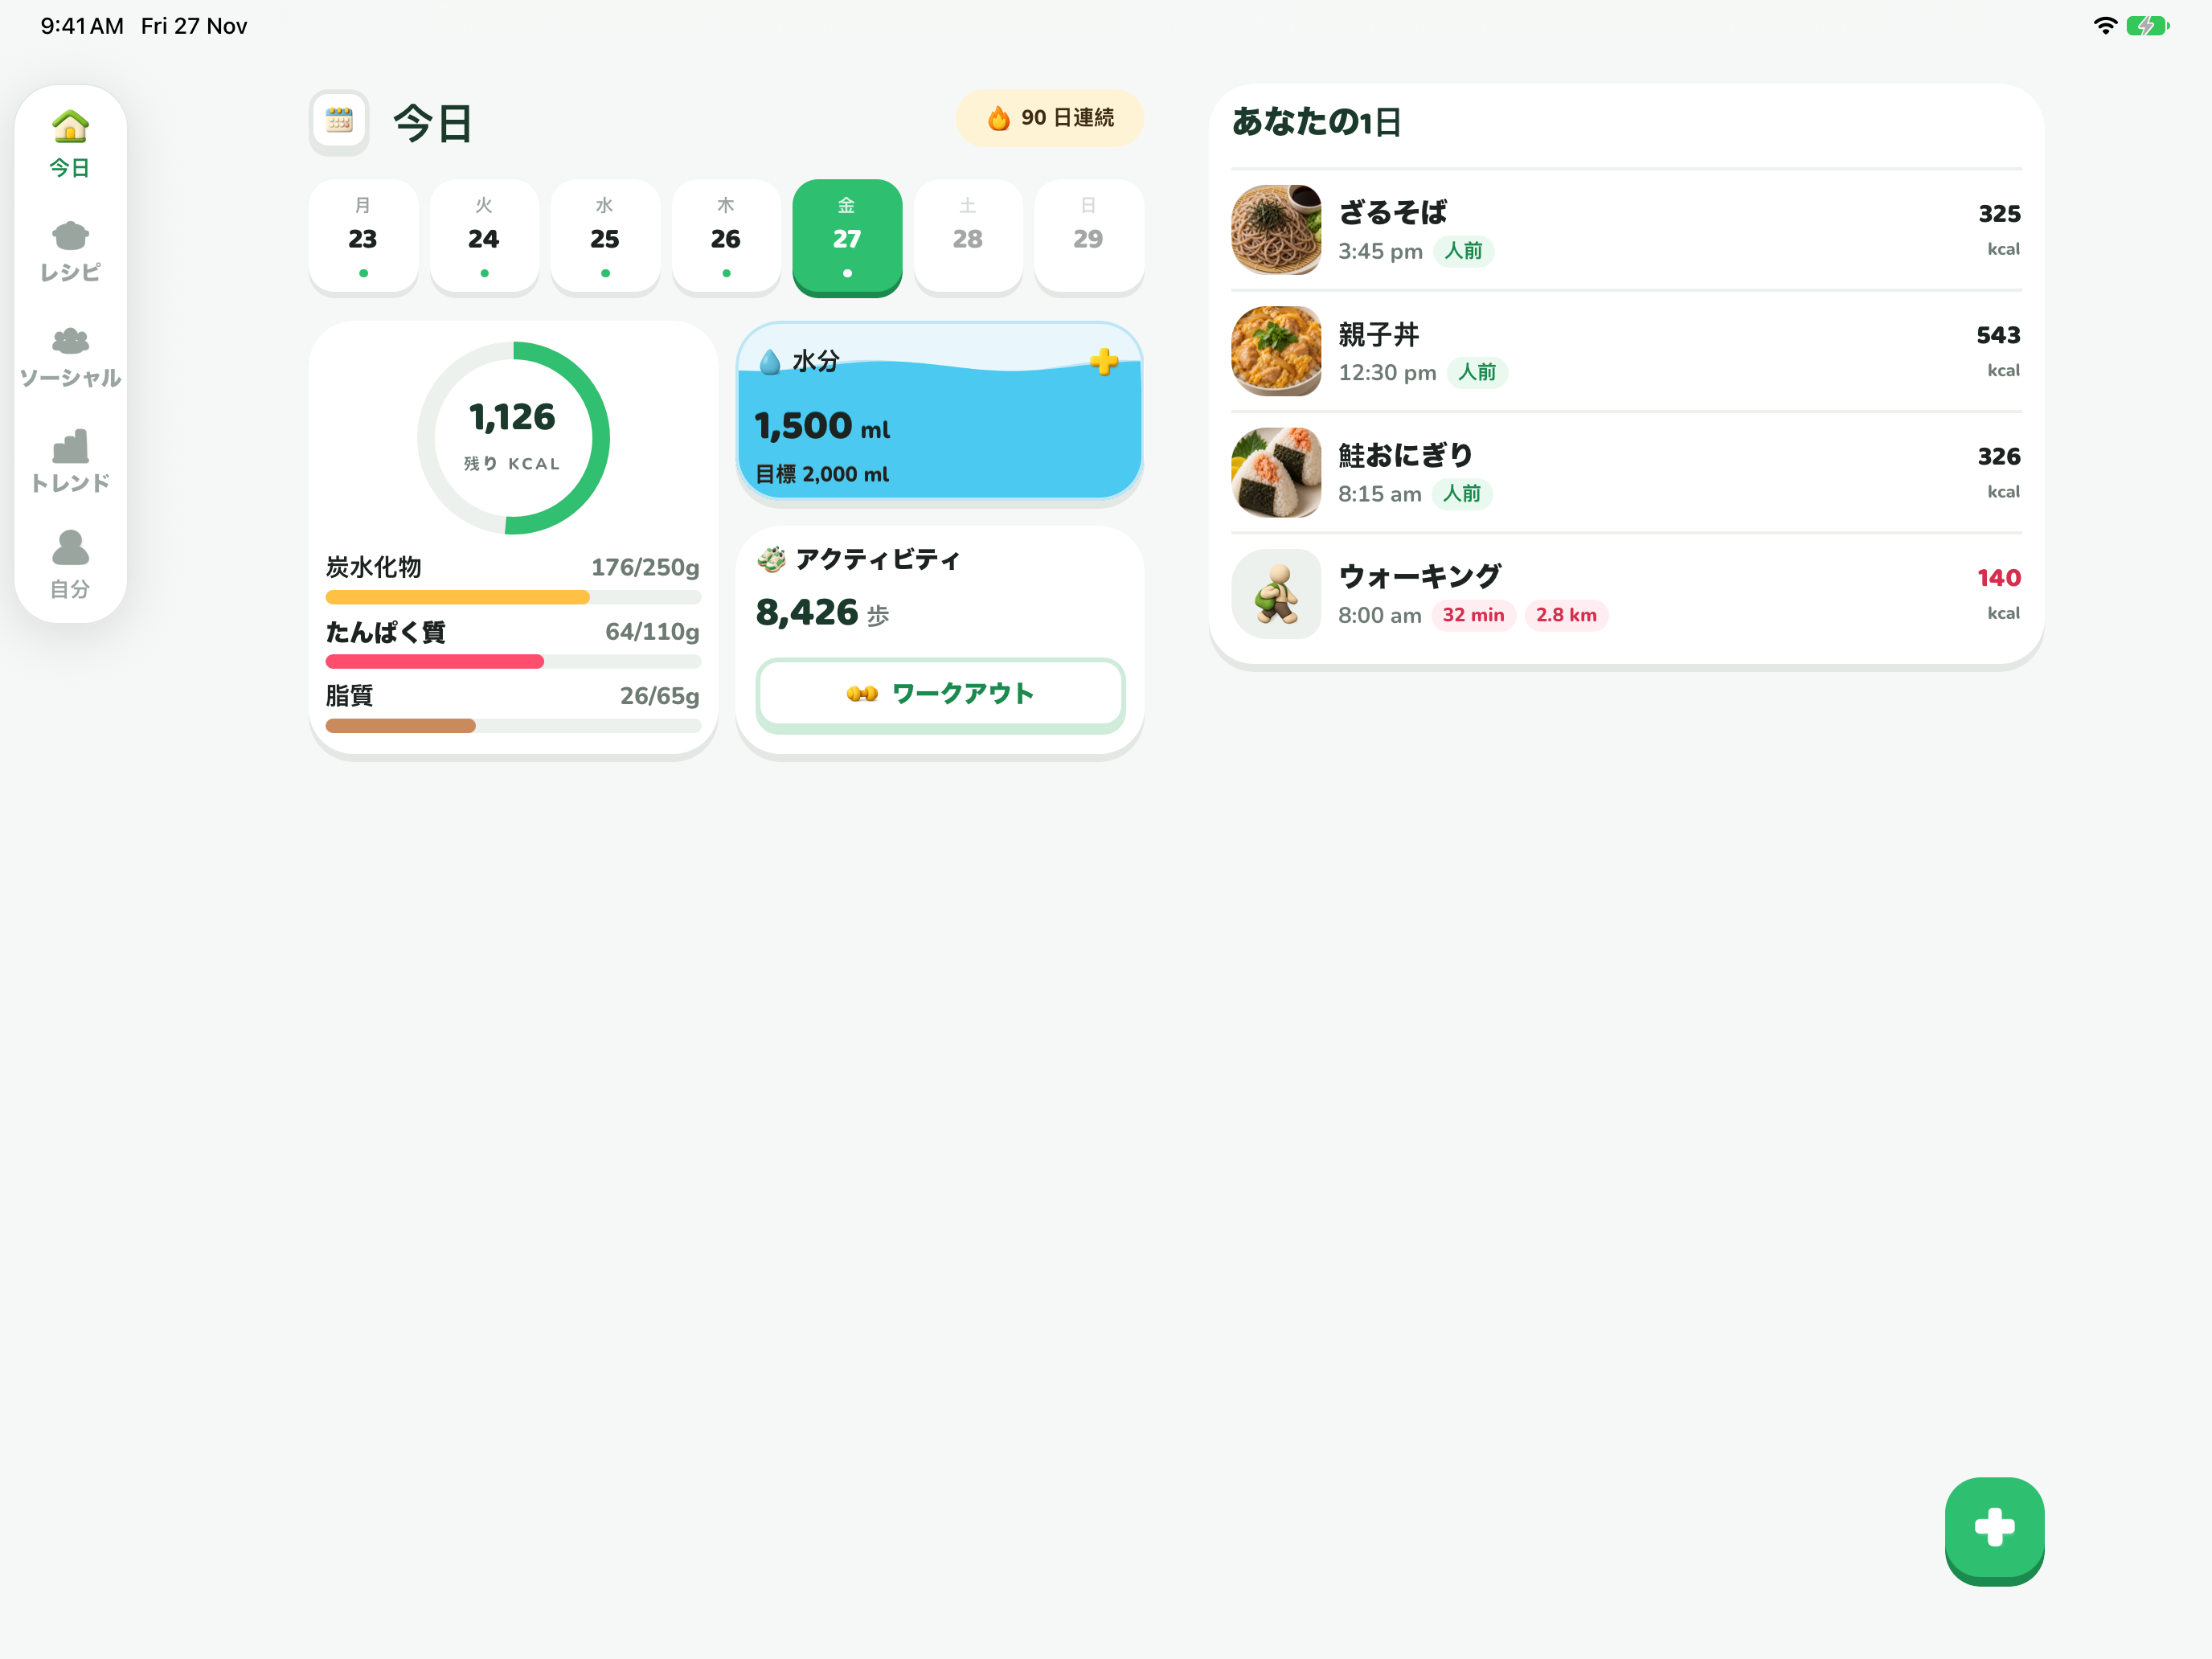 9:41 AM Fri 27 Nov
今日
レシピ
ソーシャル
トレンド
自分
今日
90 日連続
月 火 水 木 金 土 日
23 24 25 26 27 28 29
1,126
残り KCAL
炭水化物 176/250g
たんぱく質 64/110g
脂質 26/65g
水分
1,500 ml
目標 2,000 ml
アクティビティ
8,426 歩
ワークアウト
あなたの1日
ざるそば 325
3:45 pm 人前 kcal
親子丼 543
12:30 pm 人前 kcal
鮭おにぎり 326
8:15 am 人前 kcal
ウォーキング 140
8:00 am 32 min 2.8 km kcal